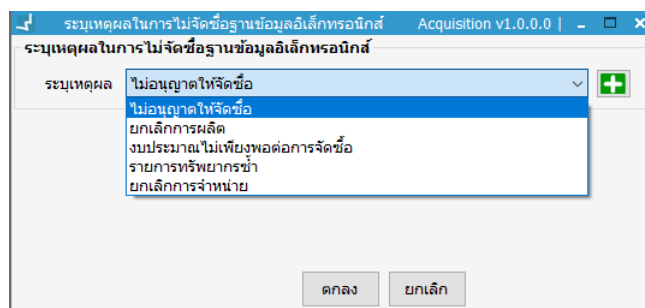 ระบุเหตุผลในการไม่จัดซื้อฐานข้อมูลอิเล็กทรอนิกส์ Acquisition v1.0.0.0 |
ระบุเหตุผลในการไม่จัดซื้อฐานข้อมูลอิเล็กทรอนิกส์
ระบุเหตุผล ไม่อนุญาตให้จัดซื้อ
ไม่อนุญาตให้จัดซื้อ
ยกเลิกการผลิต
งบประมาณไม่เพียงพอต่อการจัดซื้อ
รายการทรัพยากรซ้ำ
ยกเลิกการจำหน่าย
ตกลง ยกเลิก